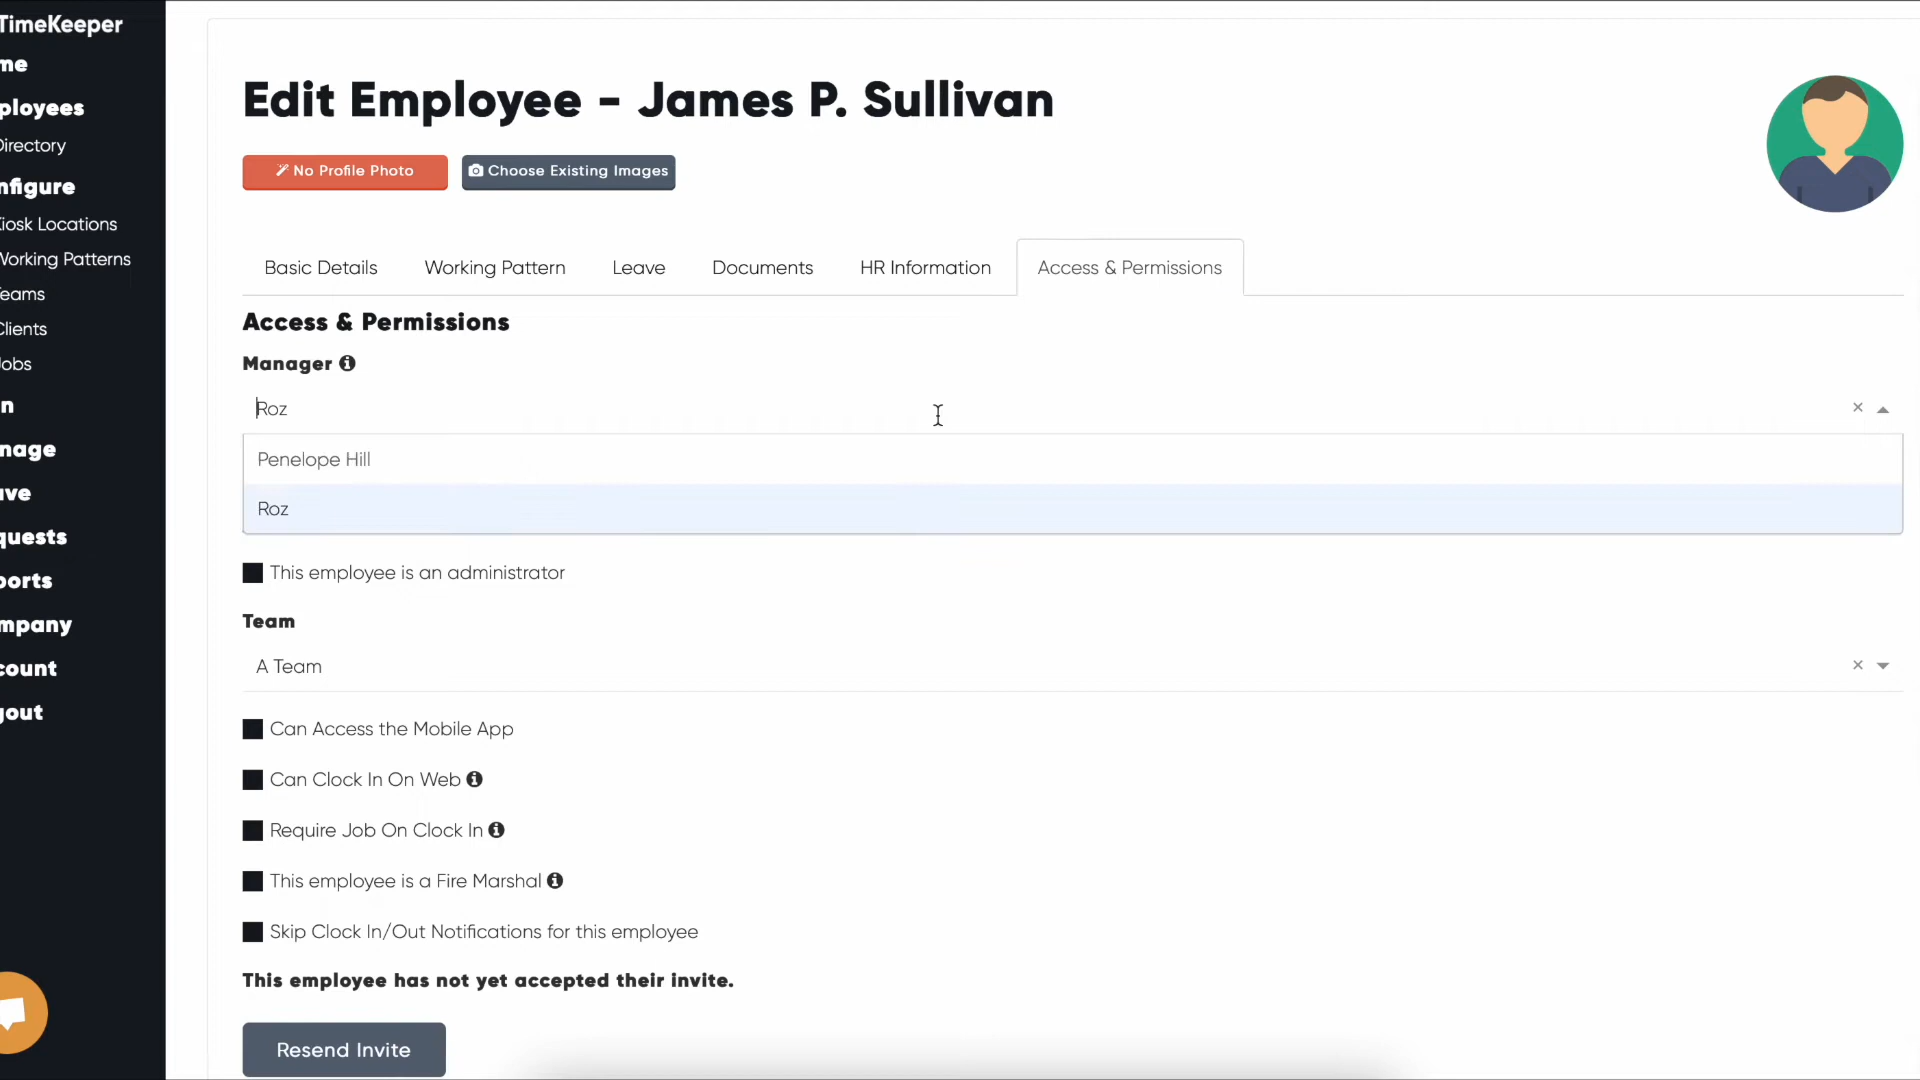 TimeKeeper
me
ployees
Directory
nfigure
Kiosk Locations
Working Patterns
Teams
Clients
Jobs
n
nage
ave
quests
ports
mpany
count
gout
Edit Employee - James P. Sullivan
No Profile Photo
Choose Existing Images
Basic Details
Working Pattern
Leave
Documents
HR Information
Access & Permissions
Access & Permissions
Manager
Roz
Penelope Hill
Roz
This employee is an administrator
Team
A Team
Can Access the Mobile App
Can Clock In On Web
Require Job On Clock In
This employee is a Fire Marshal
Skip Clock In/Out Notifications for this employee
This employee has not yet accepted their invite.
Resend Invite